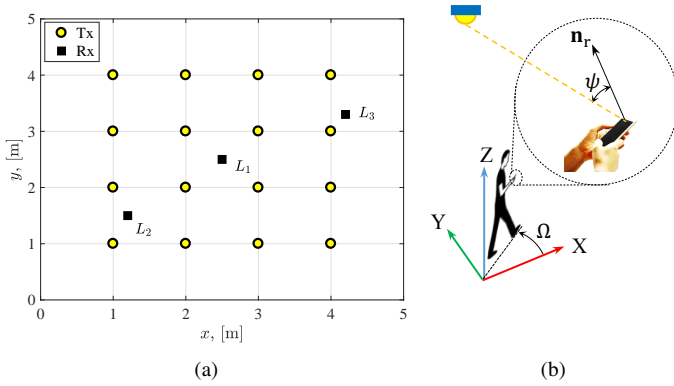 Tx
Rx
5
4
3
2
1
0
L₃
L₁
L₂
y, [m]
0 1 2 3 4 5
x, [m]
(a)
nᵣ
ψ
Z
Y
Ω
X
(b)